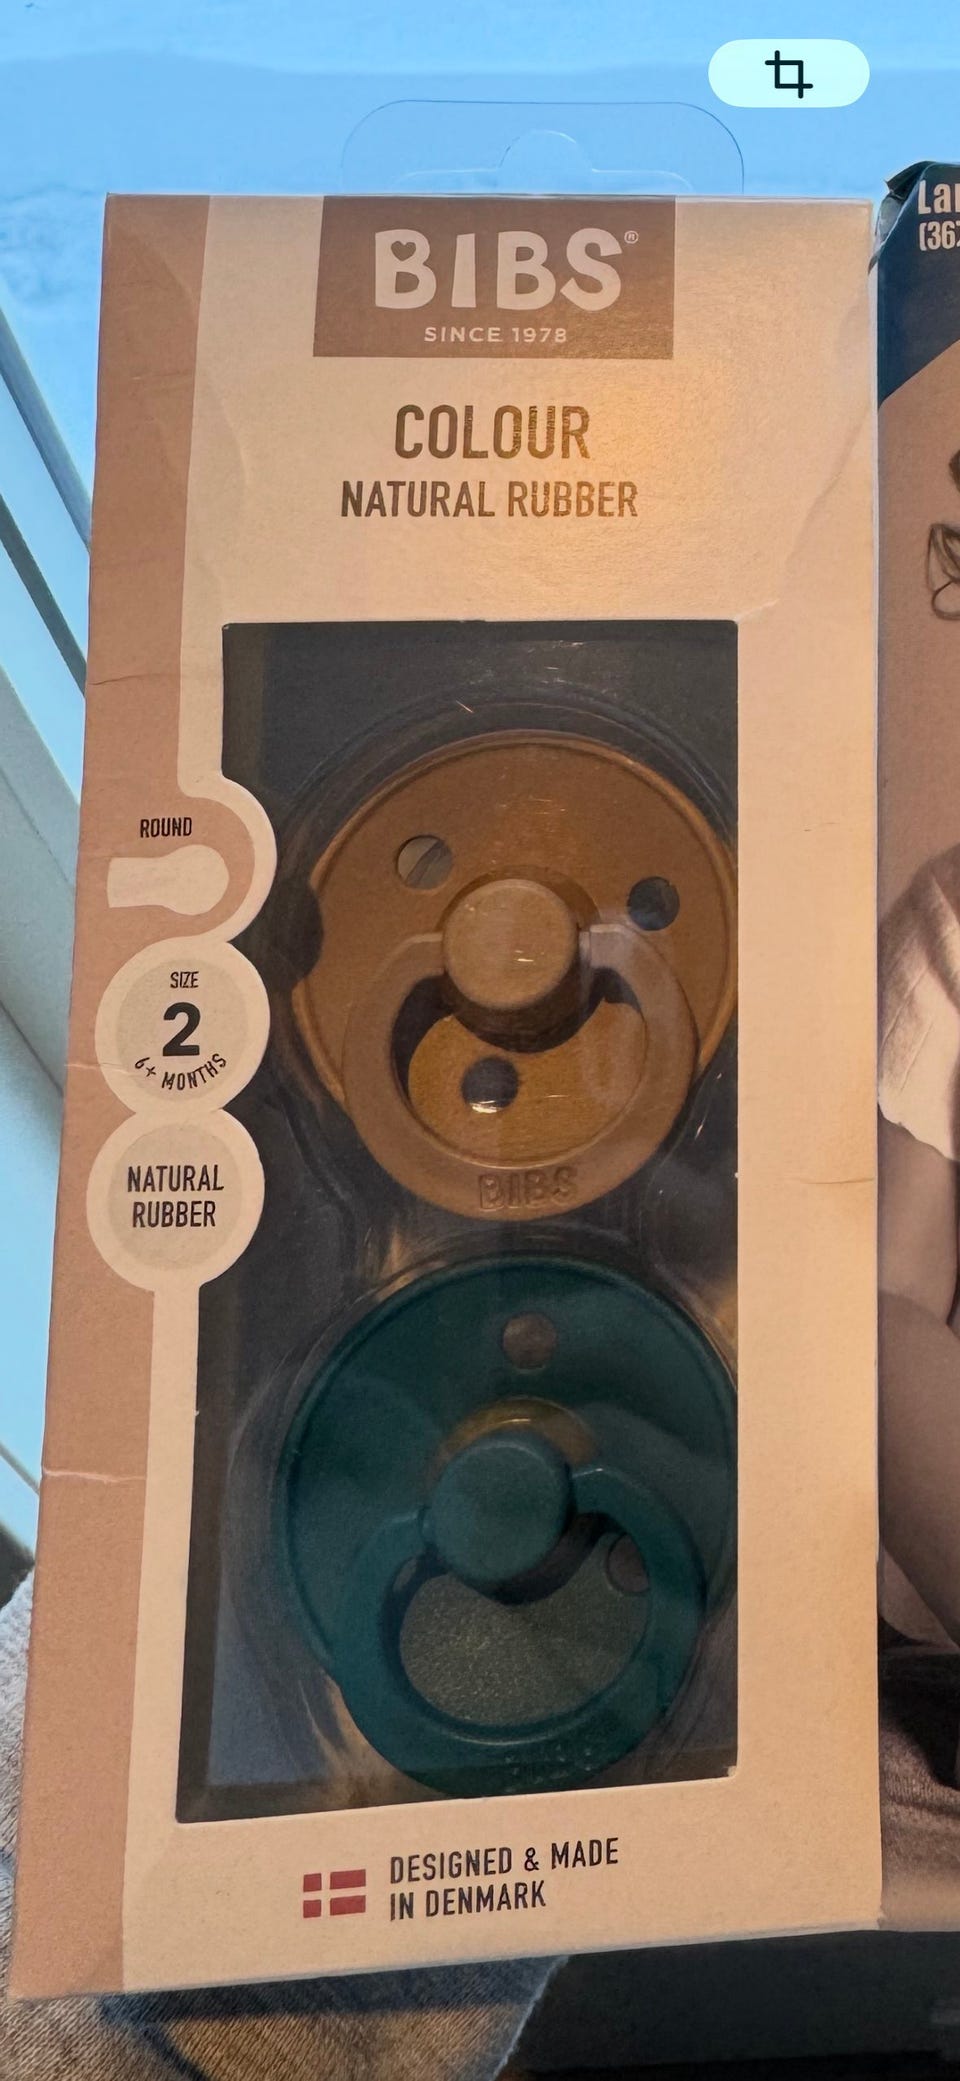 BIBS®
SINCE 1978
COLOUR
NATURAL RUBBER
ROUND
SIZE
2
6+ MONTHS
NATURAL
RUBBER
BIBS
DESIGNED & MADE
IN DENMARK